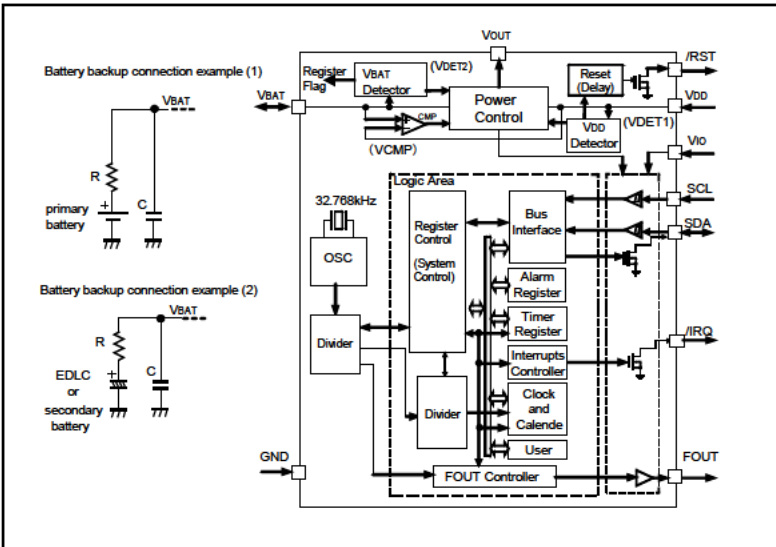 Battery backup connection example (1)
VBAT
R
+
C
primary
battery
Battery backup connection example (2)
VBAT
R
+
C
EDLC
or
secondary
battery
VOUT
/RST
Register
Flag
VBAT
Detector
(VDET2)
Reset
(Delay)
VBAT
Power
Control
VDD
CMP
+
(VCMP)
VDD
Detector
(VDET1)
VIO
Logic Area
32.768kHz
SCL
Register
Control
(System
Control)
Bus
Interface
SDA
OSC
Alarm
Register
Divider
Timer
Register
/IRQ
Interrupts
Controller
Divider
Clock
and
Calende
User
GND
FOUT Controller
FOUT